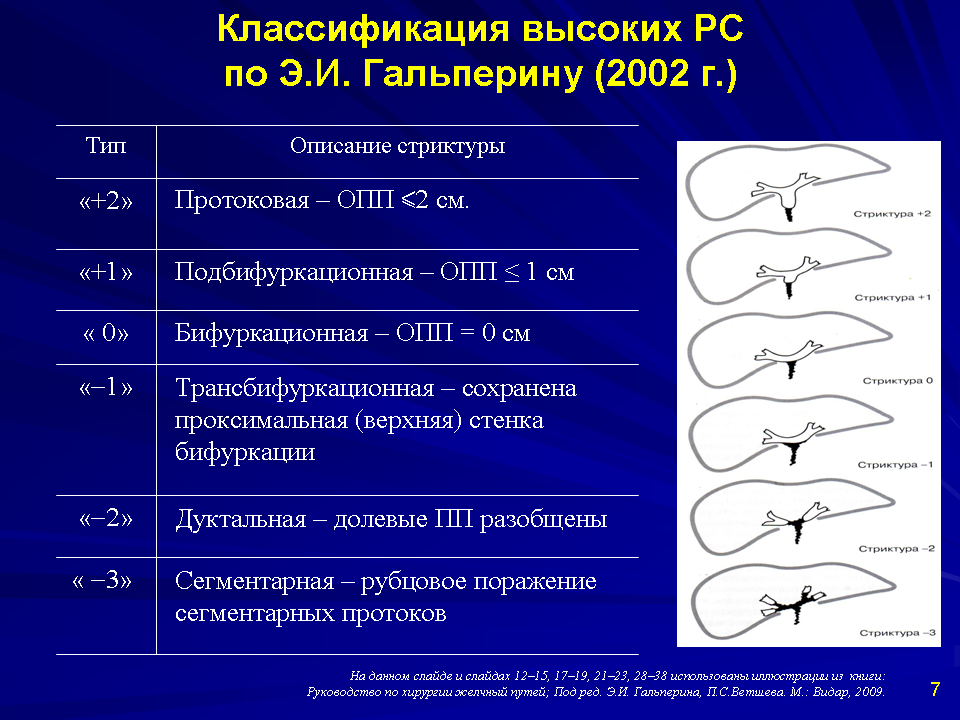 Классификация высоких РС
по Э.И. Гальперину (2002 г.)
Тип
Описание стриктуры
«+2»
Протоковая – ОПП <2 см.
«+1»
Подбифуркационная – ОПП ≤ 1 см
« 0»
Бифуркационная – ОПП = 0 см
«–1»
Трансбифуркационная – сохранена
проксимальная (верхняя) стенка
бифуркации
«–2»
Дуктальная – долевые ПП разобщены
« –3»
Сегментарная – рубцовое поражение
сегментарных протоков
Стриктура +2
Стриктура +1
Стриктура 0
Стриктура –1
Стриктура –2
Стриктура –3
На данном слайде и слайдах 12–15, 17–19, 21–23, 28–38 использованы иллюстрации из книги:
Руководство по хирургии желчный путей; Под ред. Э.И. Гальперина, П.С.Ветшева. М.: Видар, 2009.
7